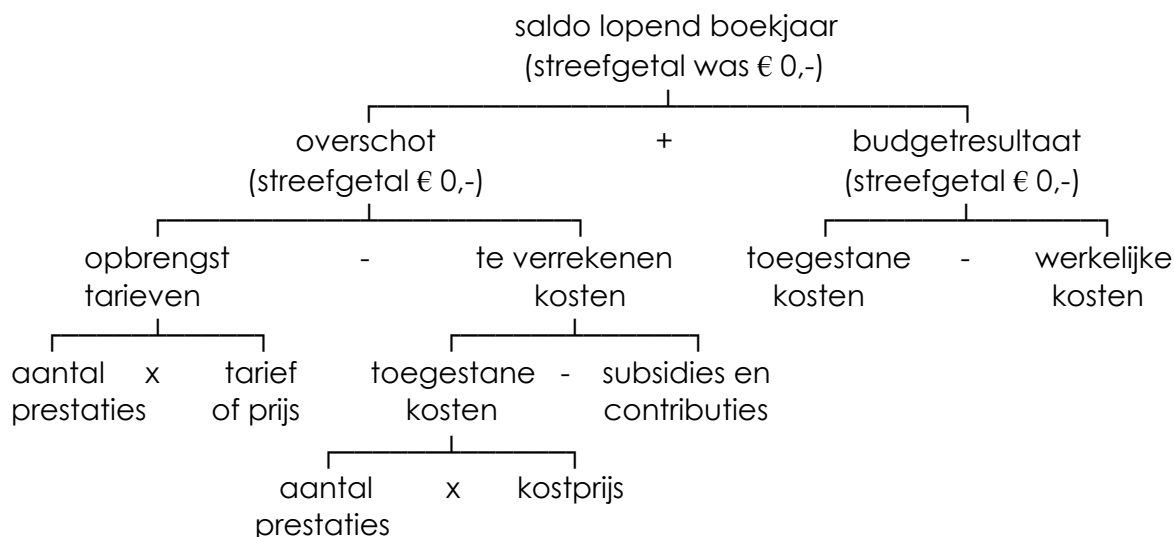 saldo lopend boekjaar
(streefgetal was € 0,-)
overschot + budgetresultaat
(streefgetal € 0,-) (streefgetal € 0,-)
opbrengst - te verrekenen toegestane - werkelijke
tarieven kosten kosten kosten
aantal x tarief toegestane - subsidies en
prestaties of prijs kosten contributies
aantal x kostprijs
prestaties